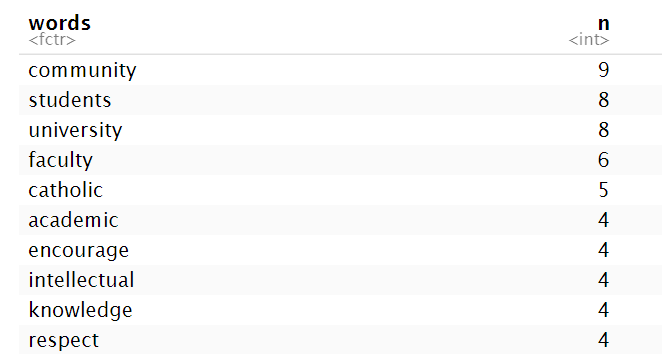 words n
<fctr> <int>
community 9
students 8
university 8
faculty 6
catholic 5
academic 4
encourage 4
intellectual 4
knowledge 4
respect 4